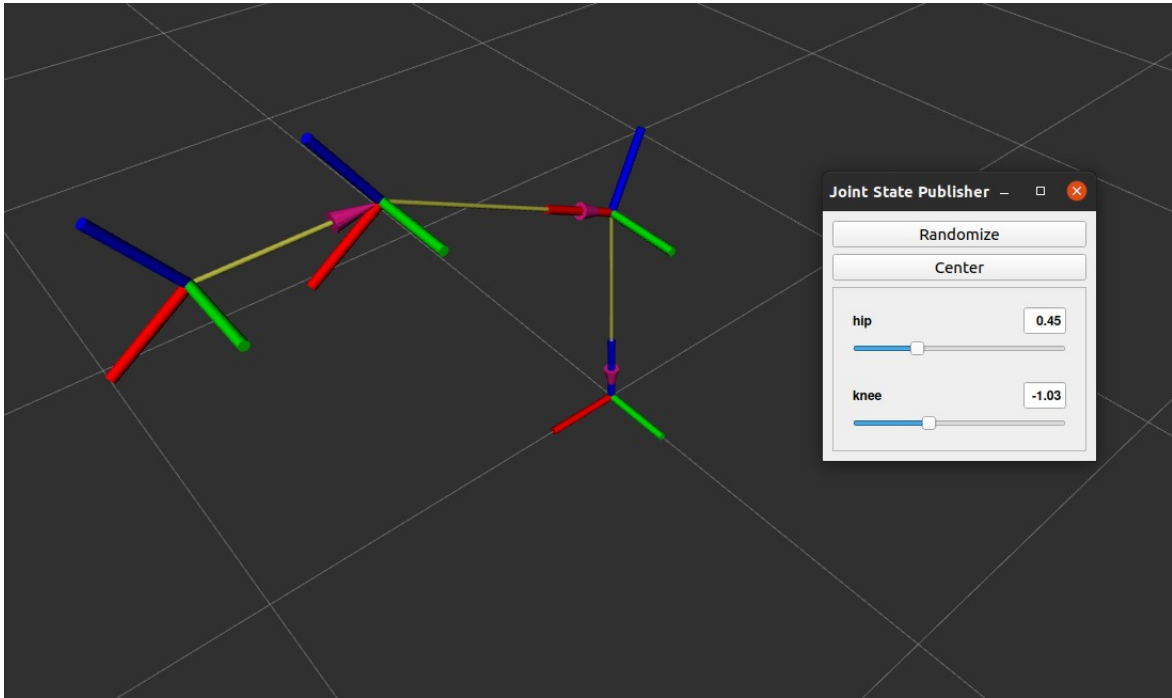 Joint State Publisher
Randomize
Center
hip 0.45
knee -1.03